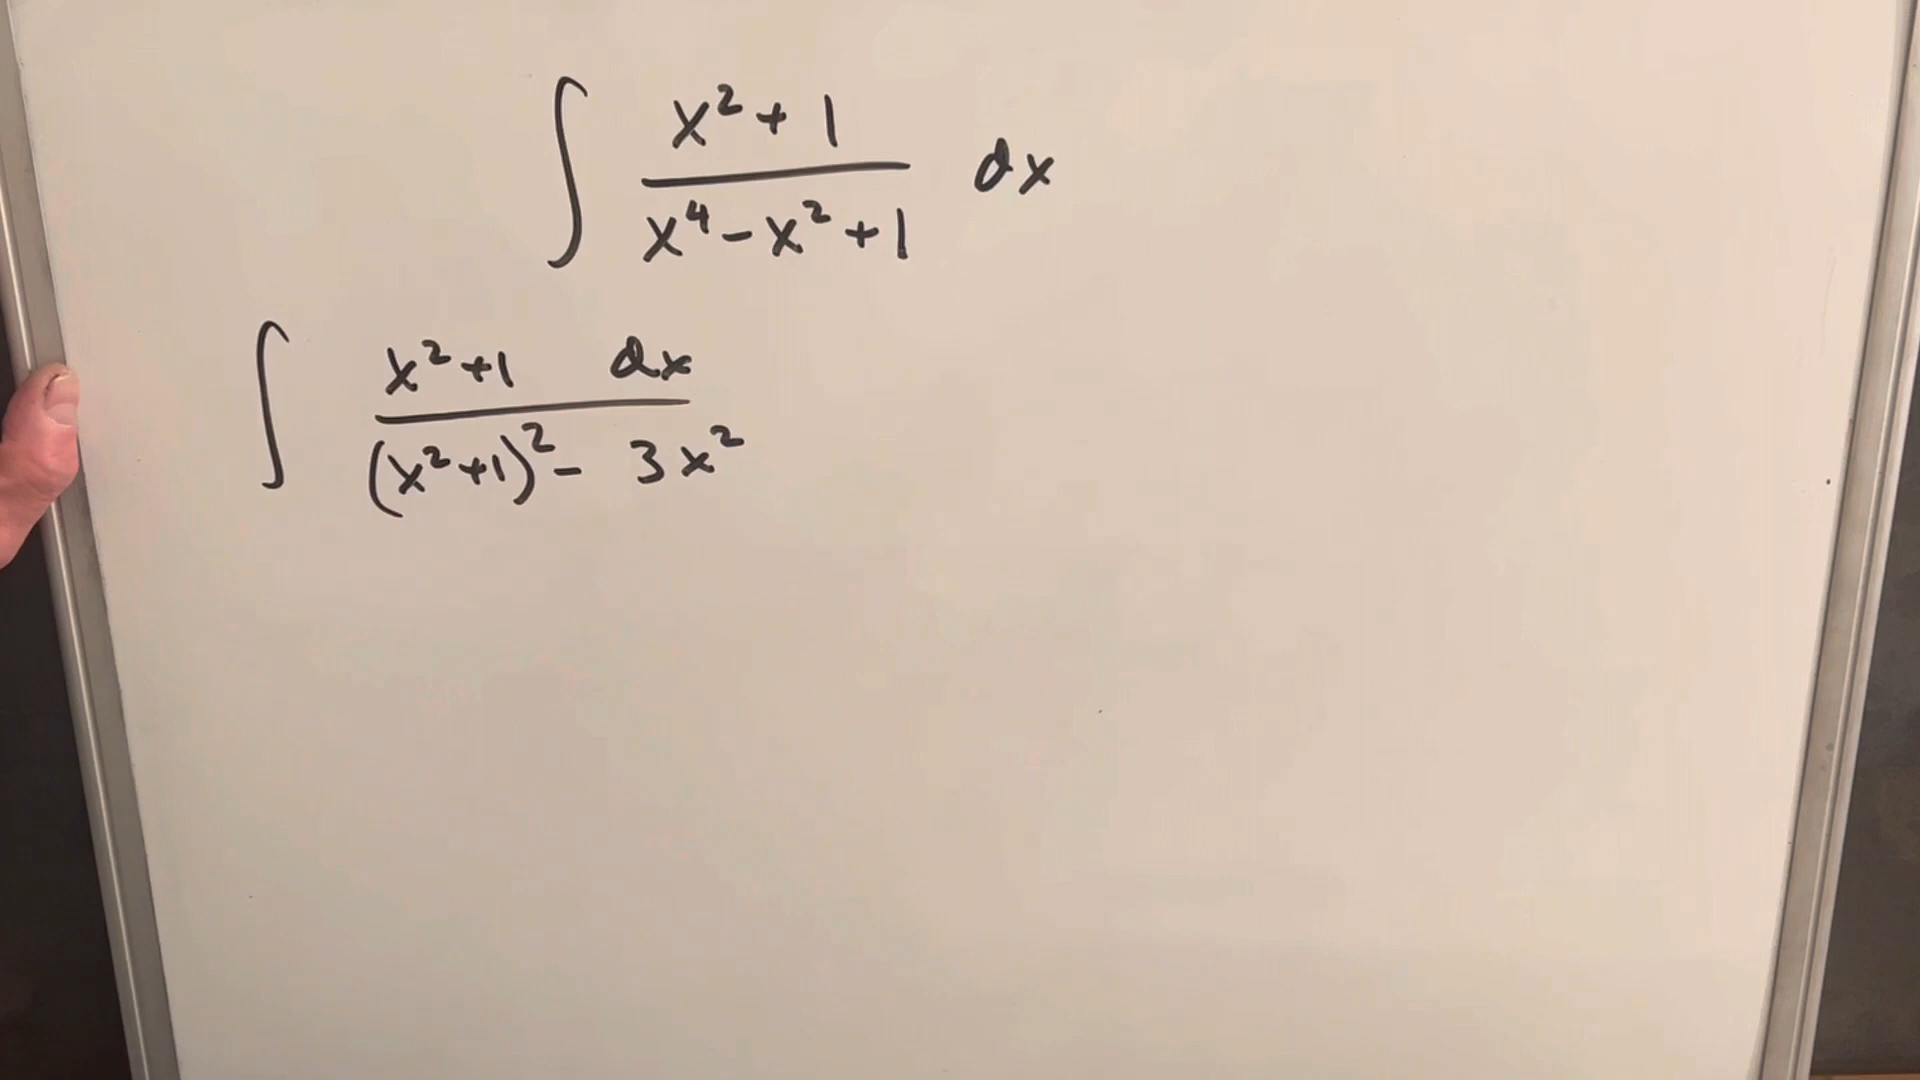 ∫ (x² + 1)/(x⁴ - x² + 1) dx
∫ (x² + 1 dx)/((x² + 1)² - 3x²)